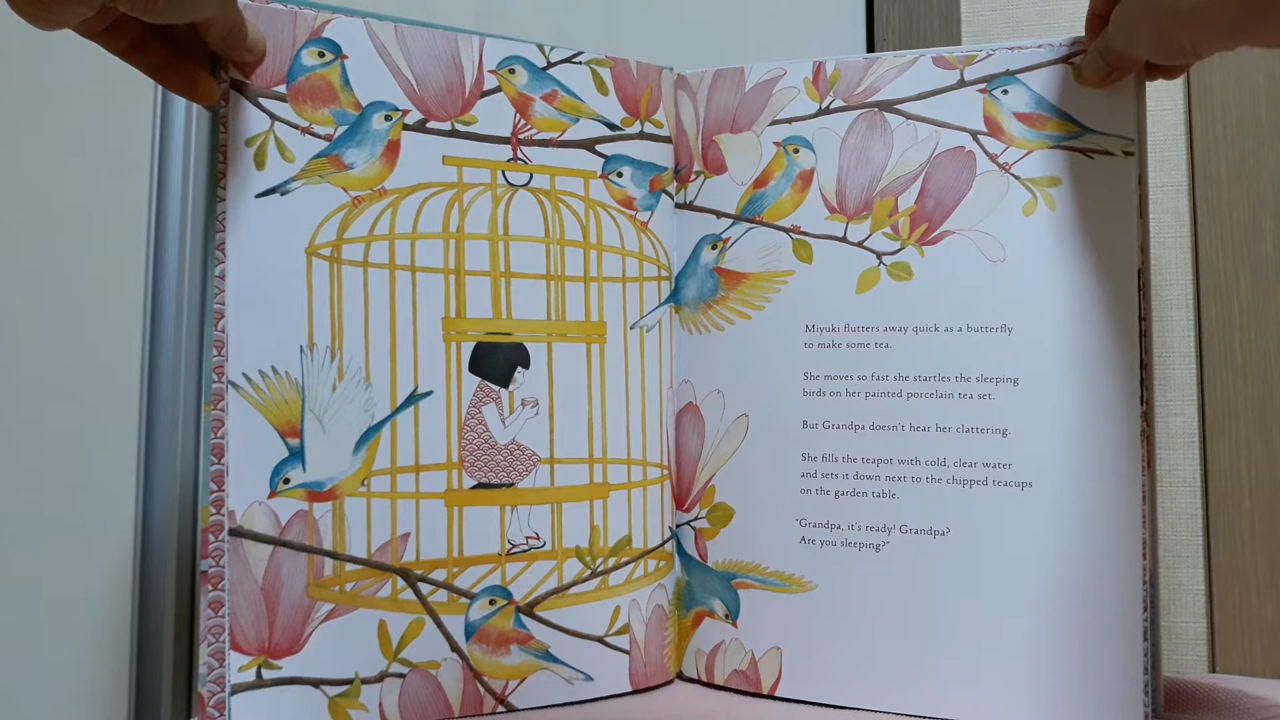 Miyuki flutters away quick as a butterfly
to make some tea.
She moves so fast she startles the sleeping
birds on her painted porcelain tea set.
But Grandpa doesn't hear her clattering.
She fills the teapot with cold, clear water
and sets it down next to the chipped teacups
on the garden table.
"Grandpa, it's ready! Grandpa?
Are you sleeping?"